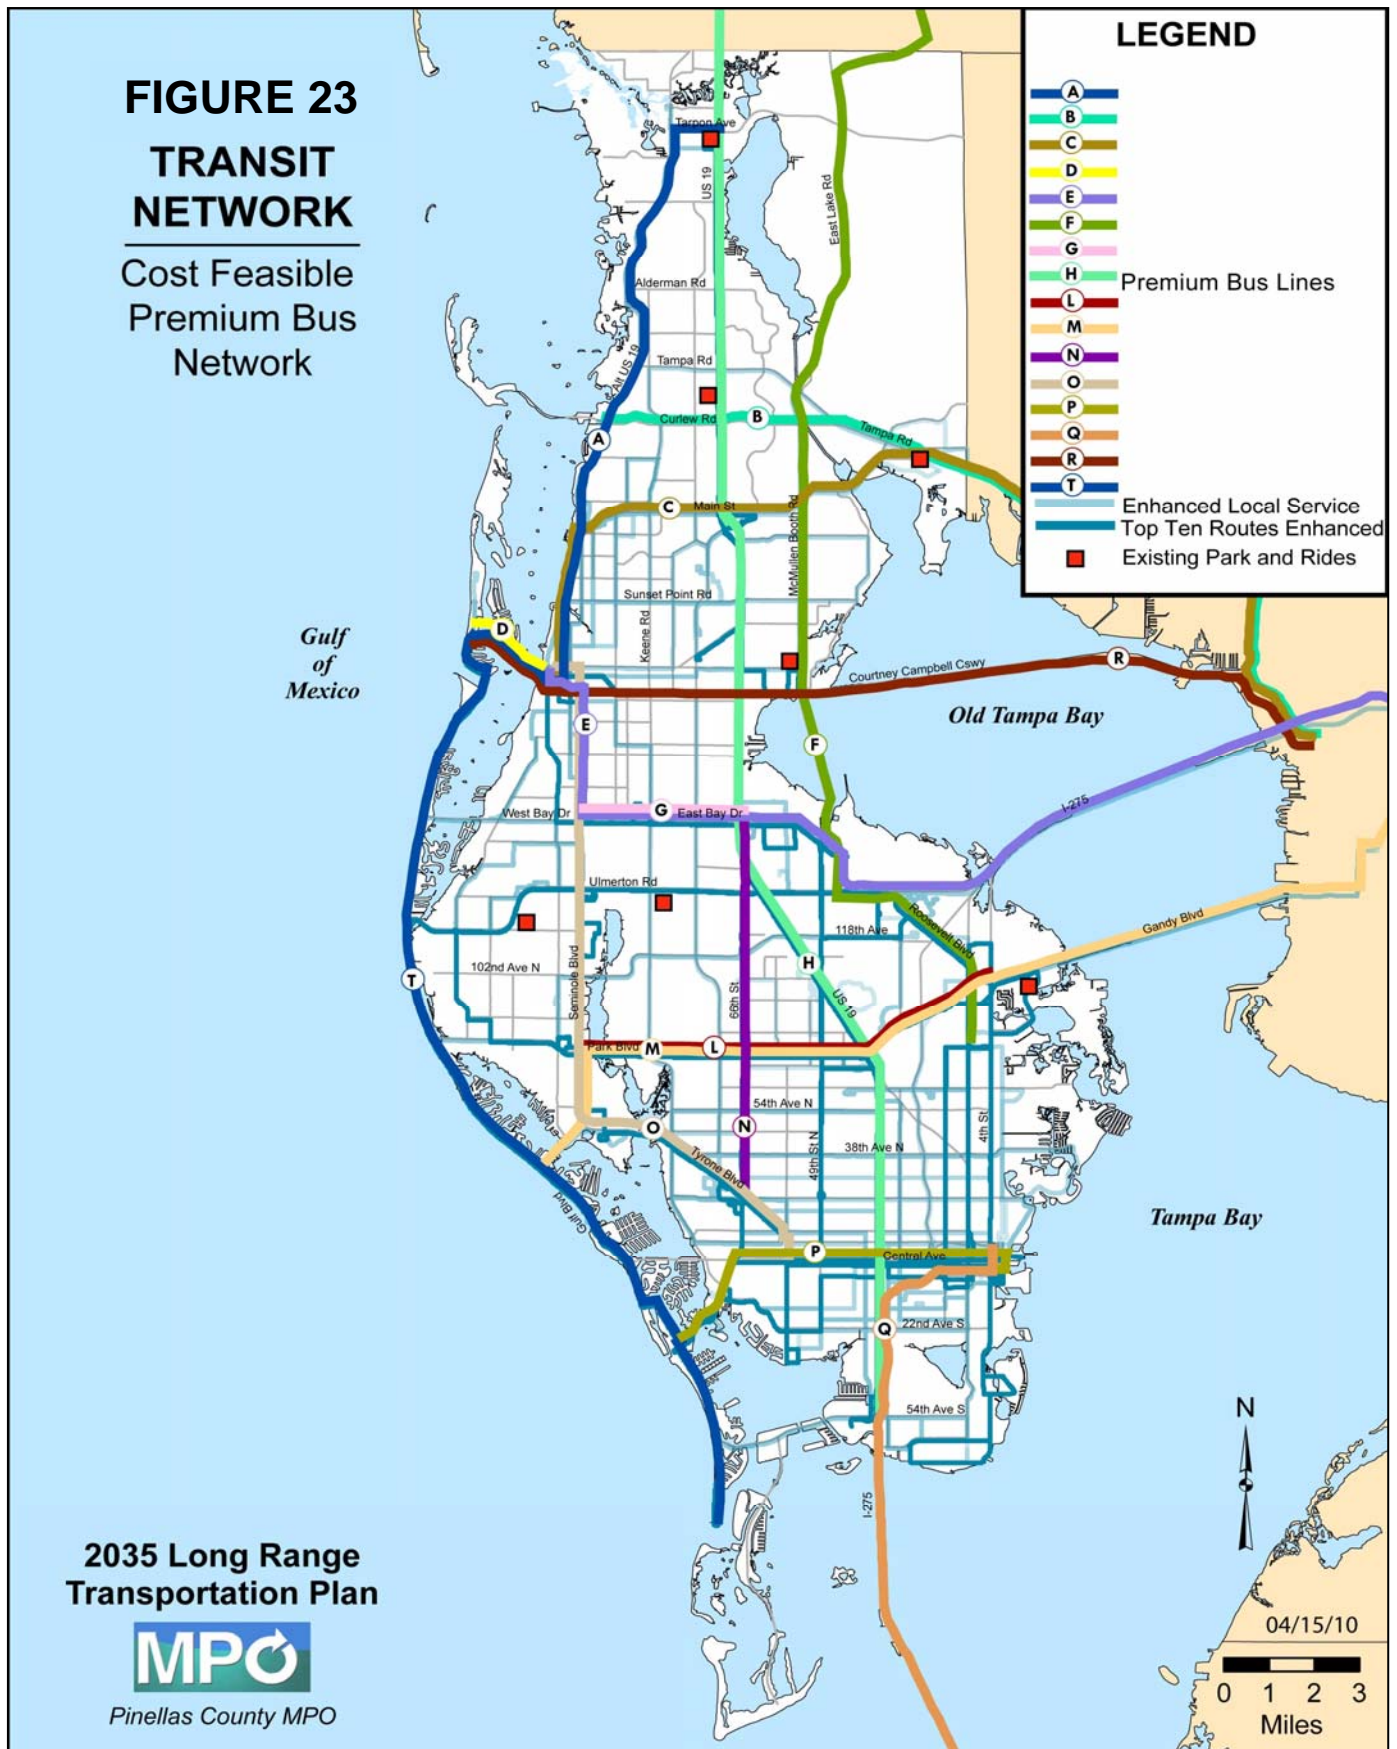 FIGURE 23
TRANSIT
NETWORK
Cost Feasible
Premium Bus
Network
LEGEND
A
B
C
D
E
F
G
H
L
M
N
O
P
Q
R
T
Premium Bus Lines
Enhanced Local Service
Top Ten Routes Enhanced
Existing Park and Rides
Tarpon Ave
US 19
East Lake Rd
Alderman Rd
Tampa Rd
Alt US 19
Curlew Rd
B
Tampa Rd
A
C
Main St
McMullen Booth Rd
Sunset Point Rd
Keene Rd
D
Gulf
of
Mexico
Courtney Campbell Cswy
R
Old Tampa Bay
E
F
I-275
West Bay Dr
G
East Bay Dr
Ulmerton Rd
Roosevelt Blvd
Gandy Blvd
118th Ave
H
102nd Ave N
Seminole Blvd
T
66th St
US 19
Park Blvd
M
L
54th Ave N
N
O
49th St N
38th Ave N
4th St
Tyrone Blvd
Gulf Blvd
Tampa Bay
P
Central Ave
Q
22nd Ave S
54th Ave S
I-275
N
2035 Long Range
Transportation Plan
MPO
Pinellas County MPO
04/15/10
0 1 2 3
Miles